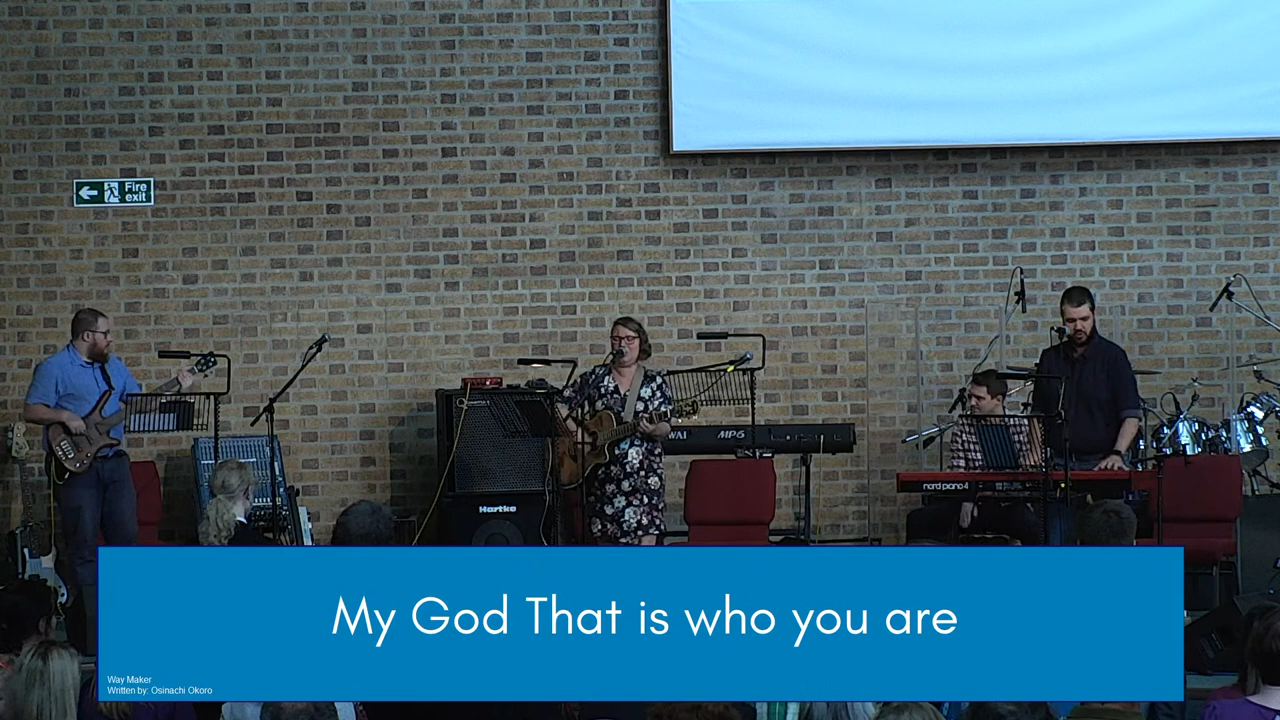 Fire
exit
KAWAI MP6
Hartke
nord piano 4
My God That is who you are
Way Maker
Written by: Osinachi Okoro